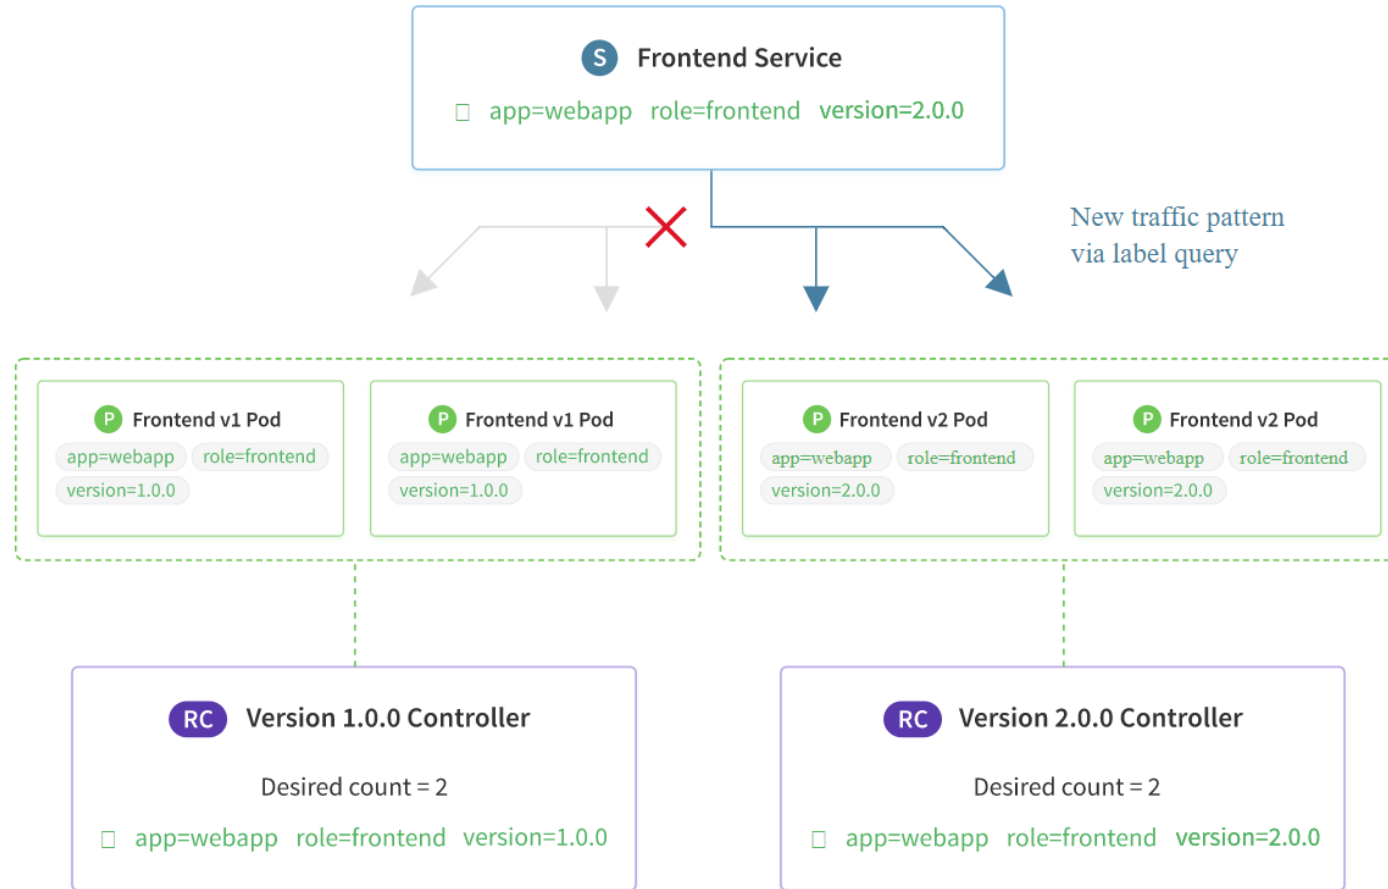 S Frontend Service
app=webapp role=frontend version=2.0.0
New traffic pattern
via label query
P Frontend v1 Pod
app=webapp role=frontend
version=1.0.0
P Frontend v1 Pod
app=webapp role=frontend
version=1.0.0
P Frontend v2 Pod
app=webapp role=frontend
version=2.0.0
P Frontend v2 Pod
app=webapp role=frontend
version=2.0.0
RC Version 1.0.0 Controller
Desired count = 2
app=webapp role=frontend version=1.0.0
RC Version 2.0.0 Controller
Desired count = 2
app=webapp role=frontend version=2.0.0